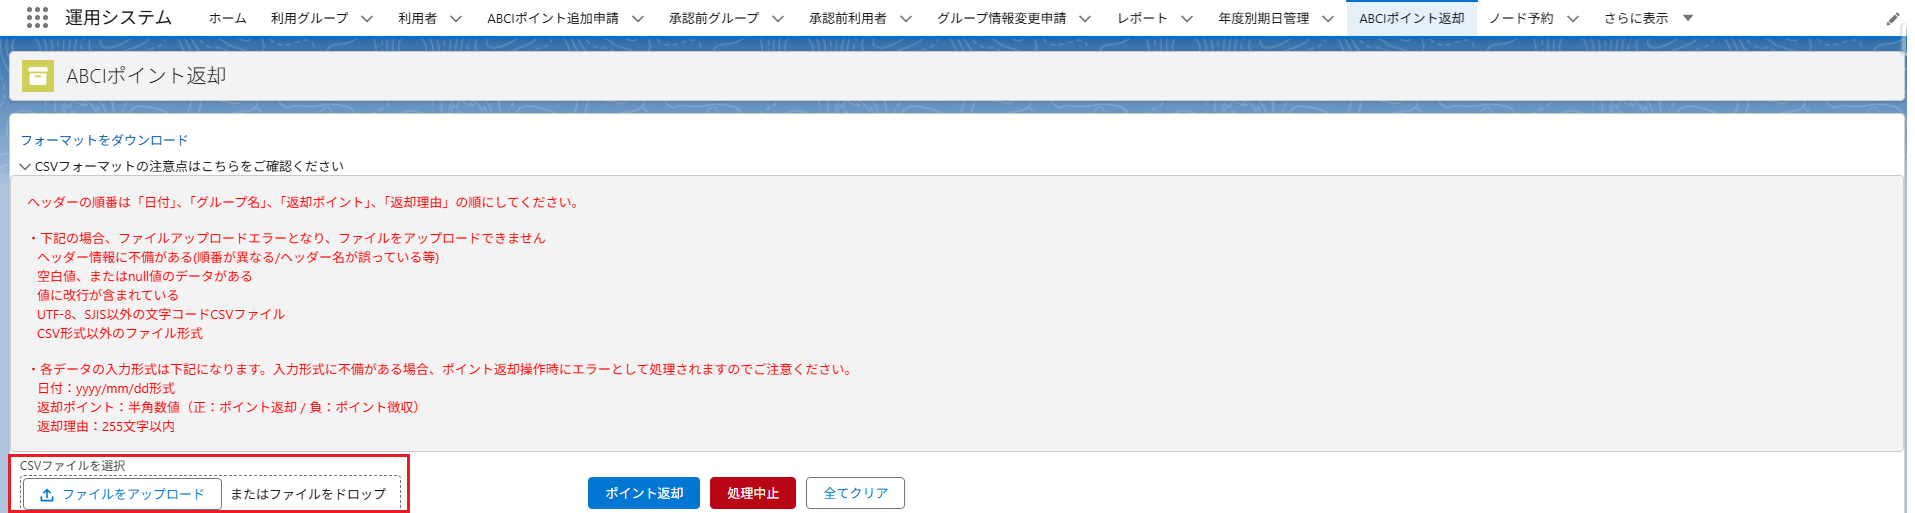 運用システム ホーム 利用グループ 利用者 ABCIポイント追加申請 承認前グループ 承認前利用者 グループ情報変更申請 レポート 年度別期日管理 ABCIポイント返却 ノード予約 さらに表示
ABCIポイント返却
フォーマットをダウンロード
CSVフォーマットの注意点はこちらをご確認ください
ヘッダーの順番は「日付」、「グループ名」、「返却ポイント」、「返却理由」の順にしてください。
・下記の場合、ファイルアップロードエラーとなり、ファイルをアップロードできません
ヘッダー情報に不備がある(順番が異なる/ヘッダー名が誤っている等)
空白値、またはnull値のデータがある
値に改行が含まれている
UTF-8、SJIS以外の文字コードCSVファイル
CSV形式以外のファイル形式
・各データの入力形式は下記になります。入力形式に不備がある場合、ポイント返却操作時にエラーとして処理されますのでご注意ください。
日付：yyyy/mm/dd形式
返却ポイント：半角数値（正：ポイント返却 / 負：ポイント徴収）
返却理由：255文字以内
CSVファイルを選択
ファイルをアップロード またはファイルをドロップ ポイント返却 処理中止 全てクリア